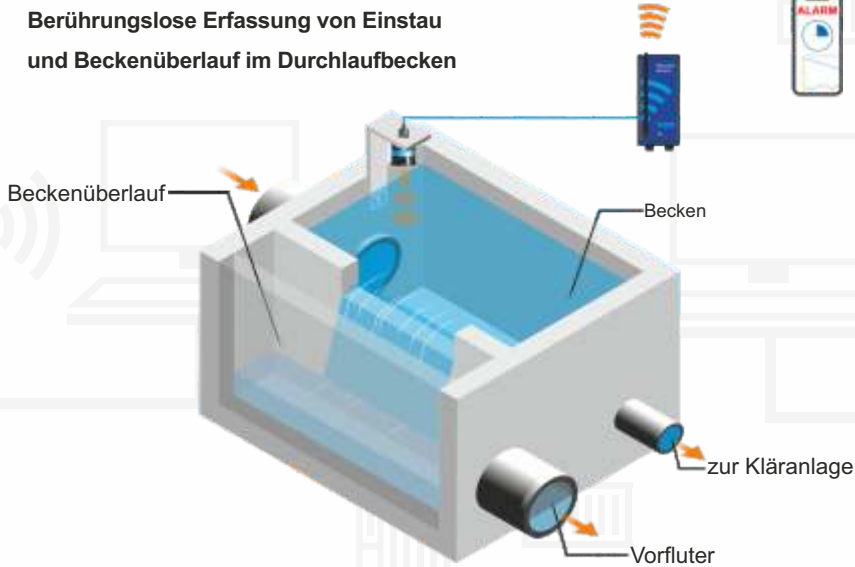 Berührungslose Erfassung von Einstau
und Beckenüberlauf im Durchlaufbecken
ALARM
Beckenüberlauf
Becken
zur Kläranlage
Vorfluter